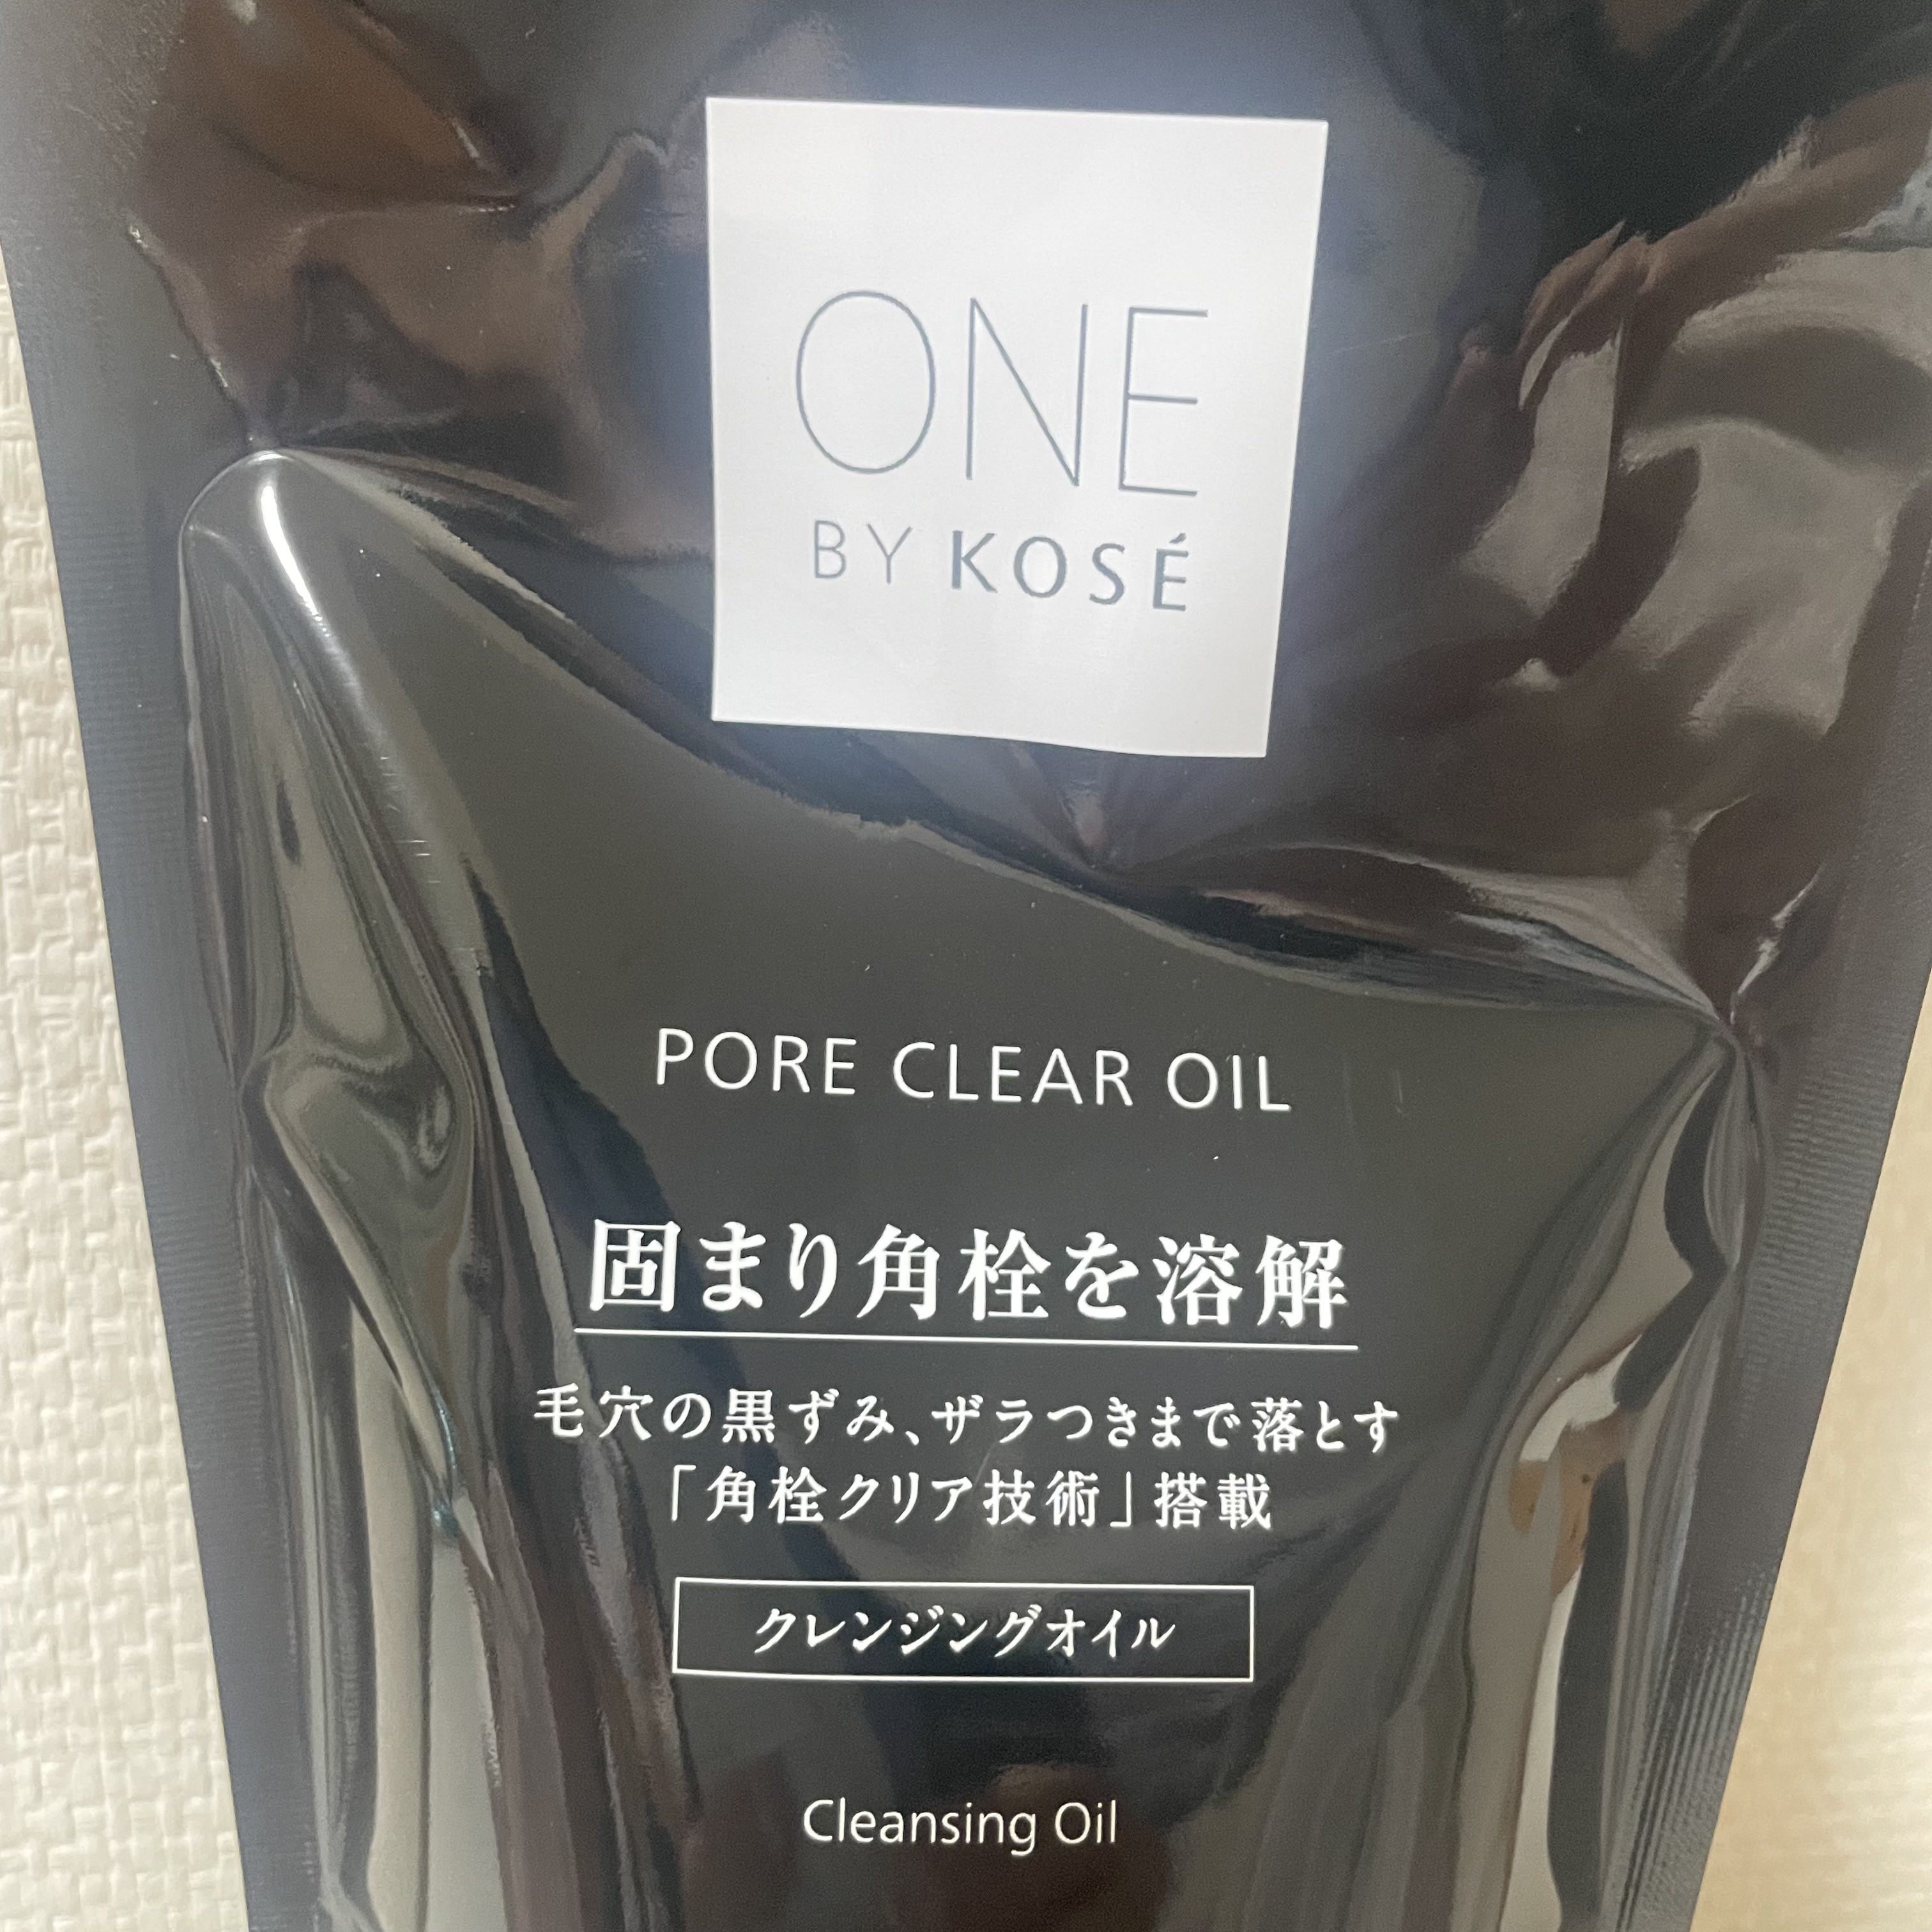 ONE
BY KOSÉ
PORE CLEAR OIL
固まり角栓を溶解
毛穴の黒ずみ、ザラつきまで落とす
「角栓クリア技術」搭載
クレンジングオイル
Cleansing Oil